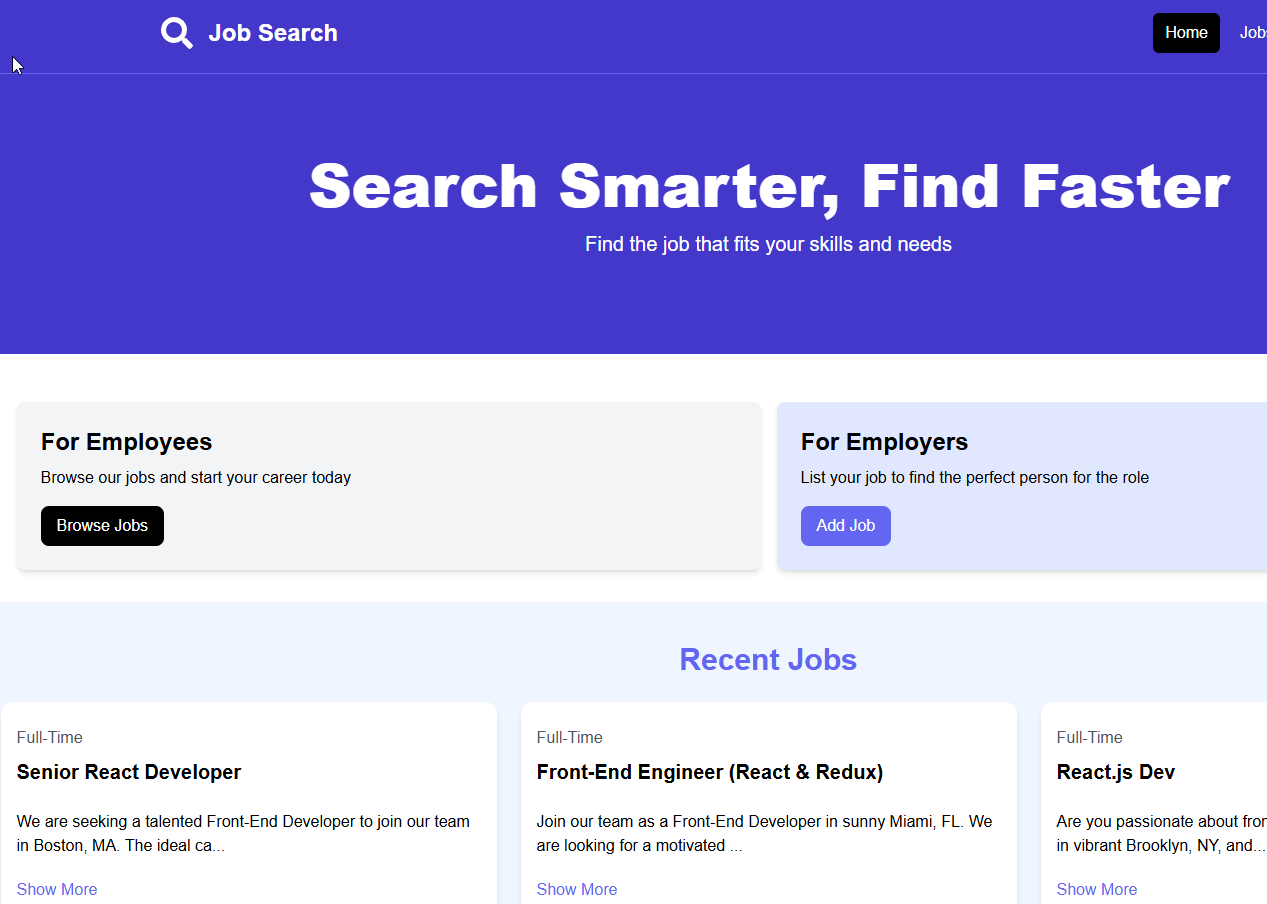 Job Search
Home
Search Smarter, Find Faster
Find the job that fits your skills and needs
For Employees
Browse our jobs and start your career today
Browse Jobs
For Employers
List your job to find the perfect person for the role
Add Job
Recent Jobs
Full-Time
Senior React Developer
We are seeking a talented Front-End Developer to join our team
in Boston, MA. The ideal ca...
Show More
Full-Time
Front-End Engineer (React & Redux)
Join our team as a Front-End Developer in sunny Miami, FL. We
are looking for a motivated ...
Show More
Full-Time
React.js Dev
Are you passionate about
in vibrant Brooklyn, NY, and...
Show More